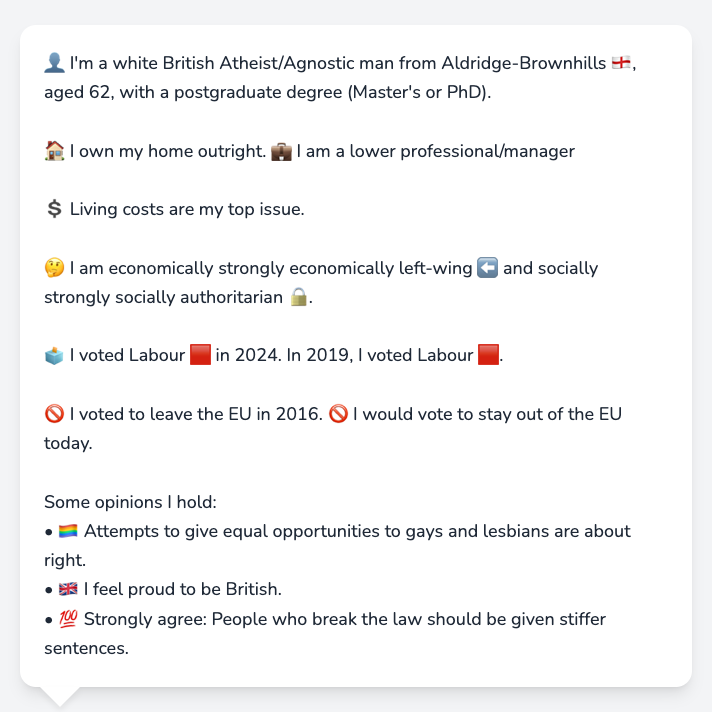 👤 I'm a white British Atheist/Agnostic man from Aldridge-Brownhills 🏴󠁧󠁢󠁥󠁮󠁧󠁿,
aged 62, with a postgraduate degree (Master's or PhD).
🏠 I own my home outright. 💼 I am a lower professional/manager
💲 Living costs are my top issue.
🤔 I am economically strongly economically left-wing ⬅️ and socially
strongly socially authoritarian 🔒.
🗳️ I voted Labour 🟥 in 2024. In 2019, I voted Labour 🟥.
🚫 I voted to leave the EU in 2016. 🚫 I would vote to stay out of the EU
today.
Some opinions I hold:
• 🏳️‍🌈 Attempts to give equal opportunities to gays and lesbians are about
right.
• 🇬🇧 I feel proud to be British.
• 💯 Strongly agree: People who break the law should be given stiffer
sentences.